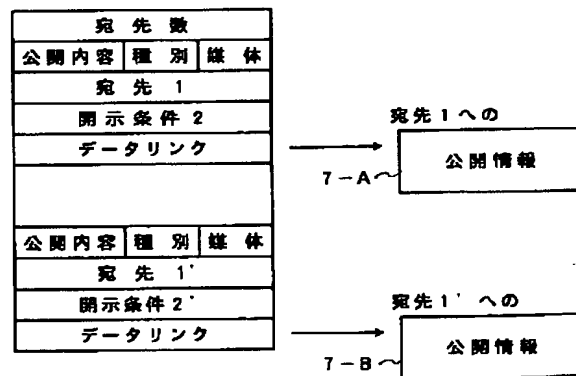 宛先数
公開内容 種別 媒体
宛先1
開示条件2
データリンク
宛先1への
公開情報
7-A
公開内容 種別 媒体
宛先1'
開示条件2'
データリンク
宛先1'への
公開情報
7-B